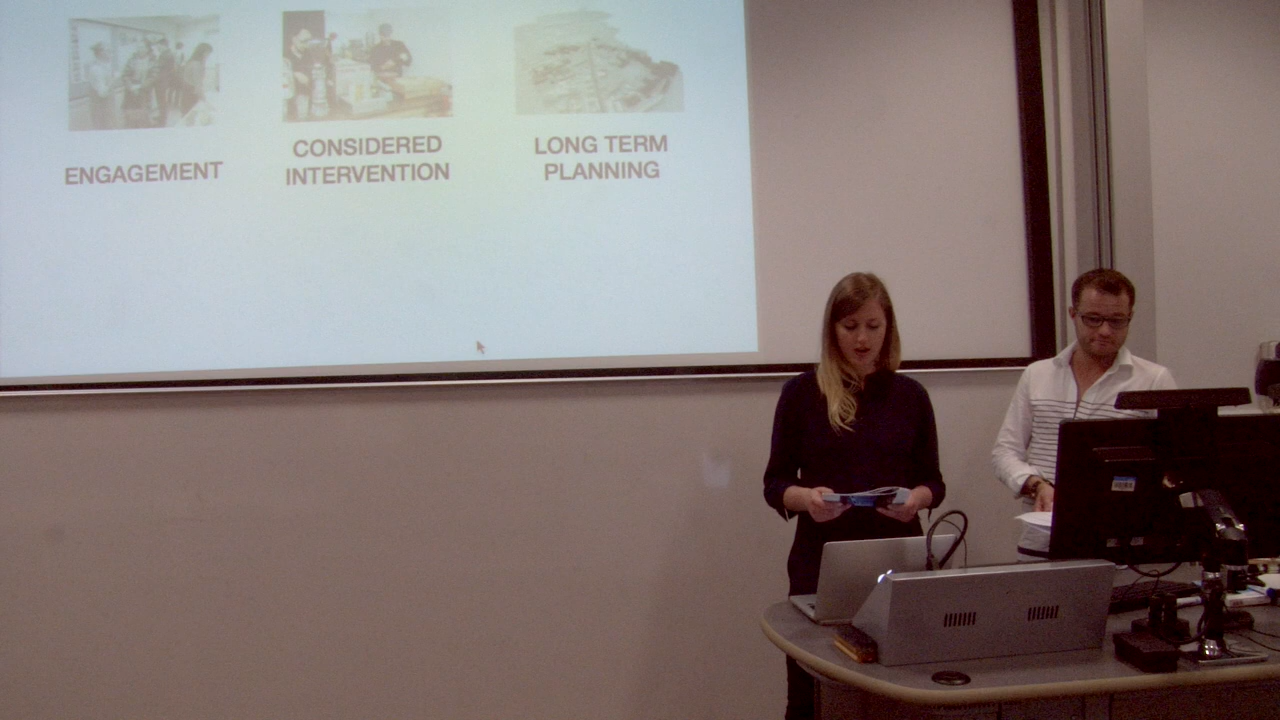 ENGAGEMENT
CONSIDERED
INTERVENTION
LONG TERM
PLANNING